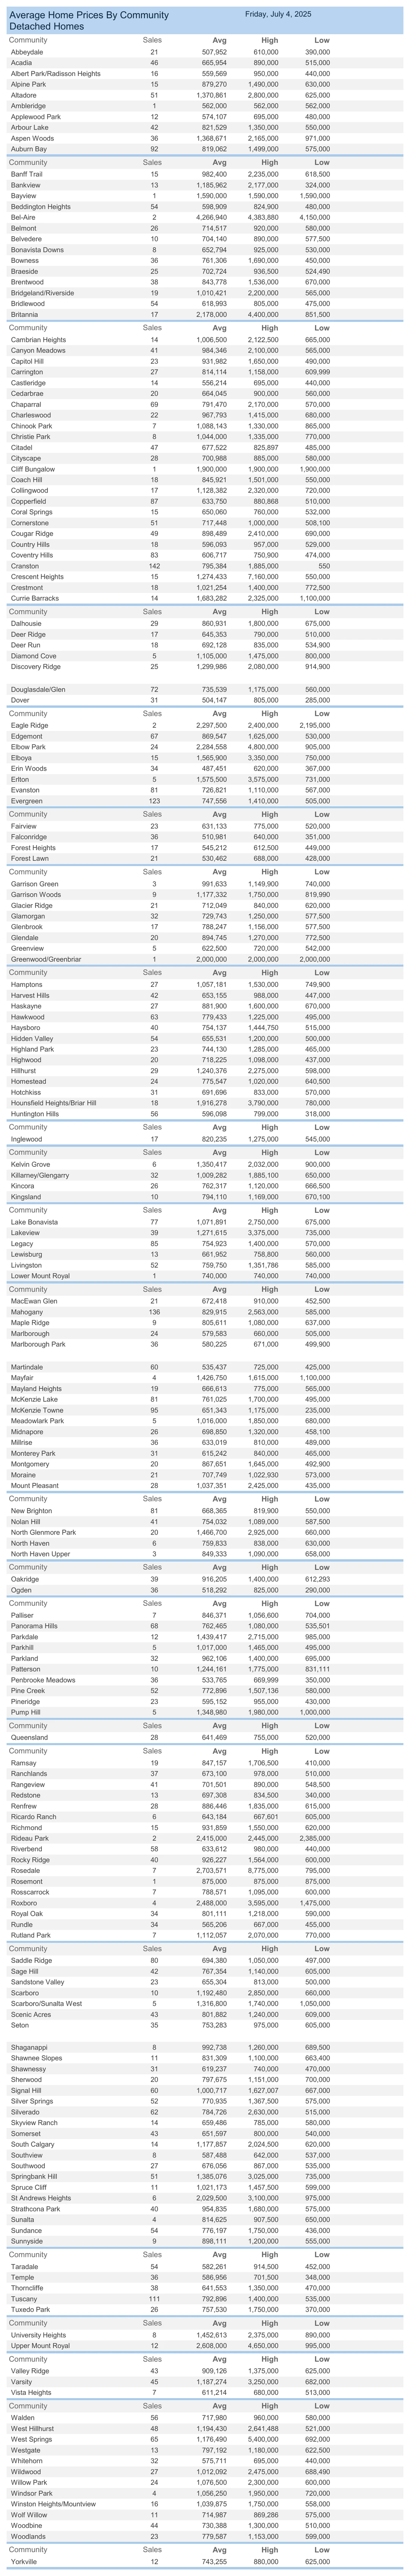 Average Home Prices By Community Friday, July 4, 2025
Detached Homes
Community Sales Avg High Low
Abbeydale 21 507,952 610,000 390,000
Acadia 46 665,954 890,000 515,000
Albert Park/Radisson Heights 16 559,569 950,000 440,000
Alpine Park 15 879,270 1,490,000 630,000
Altadore 51 1,370,861 2,800,000 625,000
Ambleridge 1 562,000 562,000 562,000
Applewood Park 12 574,107 695,000 480,000
Arbour Lake 42 821,529 1,350,000 550,000
Aspen Woods 36 1,368,671 2,165,000 971,000
Auburn Bay 92 819,062 1,499,000 575,000
Community Sales Avg High Low
Banff Trail 15 982,400 2,235,000 618,500
Bankview 13 1,185,962 2,177,000 324,000
Bayview 1 1,590,000 1,590,000 1,590,000
Beddington Heights 54 598,909 824,900 480,000
Bel-Aire 2 4,266,940 4,383,880 4,150,000
Belmont 26 714,517 920,000 580,000
Belvedere 10 704,140 890,000 577,500
Bonavista Downs 8 652,794 925,000 530,000
Bowness 36 761,306 1,690,000 450,000
Braeside 25 702,724 936,500 524,490
Brentwood 38 843,778 1,536,000 670,000
Bridgeland/Riverside 19 1,010,421 2,200,000 565,000
Bridlewood 54 618,993 805,000 475,000
Britannia 17 2,178,000 4,400,000 851,500
Community Sales Avg High Low
Cambrian Heights 14 1,006,500 2,122,500 665,000
Canyon Meadows 41 984,346 2,100,000 565,000
Capitol Hill 23 931,982 1,650,000 490,000
Carrington 27 814,114 1,158,000 609,999
Castleridge 14 556,214 695,000 440,000
Cedarbrae 20 664,045 900,000 560,000
Chaparral 69 791,470 2,170,000 570,000
Charleswood 22 967,793 1,415,000 680,000
Chinook Park 7 1,088,143 1,330,000 865,000
Christie Park 8 1,044,000 1,335,000 770,000
Citadel 47 677,522 825,897 485,000
Cityscape 28 700,988 885,000 580,000
Cliff Bungalow 1 1,900,000 1,900,000 1,900,000
Coach Hill 18 845,921 1,501,000 550,000
Collingwood 17 1,128,382 2,320,000 720,000
Copperfield 87 633,750 880,868 510,000
Coral Springs 15 650,060 760,000 532,000
Cornerstone 51 717,448 1,000,000 508,100
Cougar Ridge 49 898,489 2,410,000 690,000
Country Hills 18 596,093 957,000 529,000
Coventry Hills 83 606,717 750,900 474,000
Cranston 142 795,384 1,885,000 550
Crescent Heights 15 1,274,433 7,160,000 550,000
Crestmont 18 1,021,254 1,400,000 772,500
Currie Barracks 14 1,683,282 2,325,000 1,100,000
Community Sales Avg High Low
Dalhousie 29 860,931 1,800,000 675,000
Deer Ridge 17 645,353 790,000 510,000
Deer Run 18 692,128 835,000 534,900
Diamond Cove 5 1,105,000 1,475,000 800,000
Discovery Ridge 25 1,299,986 2,080,000 914,900
Douglasdale/Glen 72 735,539 1,175,000 560,000
Dover 31 504,147 805,000 285,000
Community Sales Avg High Low
Eagle Ridge 2 2,297,500 2,400,000 2,195,000
Edgemont 67 869,547 1,625,000 530,000
Elbow Park 24 2,284,558 4,800,000 905,000
Elboya 15 1,565,900 3,350,000 750,000
Erin Woods 34 487,451 620,000 367,000
Erlton 5 1,575,500 3,575,000 731,000
Evanston 81 726,821 1,110,000 567,000
Evergreen 123 747,556 1,410,000 505,000
Community Sales Avg High Low
Fairview 23 631,133 775,000 520,000
Falconridge 36 510,981 640,000 351,000
Forest Heights 17 545,212 612,500 449,000
Forest Lawn 21 530,462 688,000 428,000
Community Sales Avg High Low
Garrison Green 3 991,633 1,149,900 740,000
Garrison Woods 9 1,177,332 1,750,000 819,990
Glacier Ridge 21 712,049 840,000 620,000
Glamorgan 32 729,743 1,250,000 577,500
Glenbrook 17 788,247 1,156,000 577,500
Glendale 20 894,745 1,270,000 772,500
Greenview 5 622,500 720,000 542,000
Greenwood/Greenbriar 1 2,000,000 2,000,000 2,000,000
Community Sales Avg High Low
Hamptons 27 1,057,181 1,530,000 749,900
Harvest Hills 42 653,155 988,000 447,000
Haskayne 27 881,900 1,600,000 670,000
Hawkwood 63 779,433 1,225,000 495,000
Haysboro 40 754,137 1,444,750 515,000
Hidden Valley 54 655,531 1,200,000 500,000
Highland Park 23 744,130 1,285,000 465,000
Highwood 20 718,225 1,098,000 437,000
Hillhurst 29 1,240,376 2,275,000 598,000
Homestead 24 775,547 1,020,000 640,500
Hotchkiss 31 691,696 833,000 570,000
Hounsfield Heights/Briar Hill 18 1,916,278 3,790,000 780,000
Huntington Hills 56 596,098 799,000 318,000
Community Sales Avg High Low
Inglewood 17 820,235 1,275,000 545,000
Community Sales Avg High Low
Kelvin Grove 6 1,350,417 2,032,000 900,000
Killarney/Glengarry 32 1,009,282 1,885,100 650,000
Kincora 26 762,317 1,120,000 666,500
Kingsland 10 794,110 1,169,000 670,100
Community Sales Avg High Low
Lake Bonavista 77 1,071,891 2,750,000 675,000
Lakeview 39 1,271,615 3,375,000 735,000
Legacy 85 754,923 1,400,000 570,000
Lewisburg 13 661,952 758,800 560,000
Livingston 52 759,750 1,351,786 585,000
Lower Mount Royal 1 740,000 740,000 740,000
Community Sales Avg High Low
MacEwan Glen 21 672,418 910,000 452,500
Mahogany 136 829,915 2,563,000 585,000
Maple Ridge 9 805,611 1,080,000 637,000
Marlborough 24 579,583 660,000 505,000
Marlborough Park 36 580,225 671,000 499,900
Martindale 60 535,437 725,000 425,000
Mayfair 4 1,426,750 1,615,000 1,100,000
Mayland Heights 19 666,613 775,000 565,000
McKenzie Lake 81 761,025 1,700,000 495,000
McKenzie Towne 95 651,343 1,175,000 235,000
Meadowlark Park 5 1,016,000 1,850,000 680,000
Midnapore 26 698,850 1,320,000 458,100
Millrise 36 633,019 810,000 489,000
Monterey Park 31 615,242 840,000 465,000
Montgomery 20 867,651 1,645,000 492,900
Moraine 21 707,749 1,022,930 573,000
Mount Pleasant 28 1,037,351 2,425,000 435,000
Community Sales Avg High Low
New Brighton 81 668,365 819,900 550,000
Nolan Hill 41 754,032 1,089,000 587,500
North Glenmore Park 20 1,466,700 2,925,000 660,000
North Haven 6 759,833 838,000 630,000
North Haven Upper 3 849,333 1,090,000 658,000
Community Sales Avg High Low
Oakridge 39 916,205 1,400,000 612,293
Ogden 36 518,292 825,000 290,000
Community Sales Avg High Low
Palliser 7 846,371 1,056,600 704,000
Panorama Hills 68 762,465 1,080,000 535,501
Parkdale 12 1,439,417 2,715,000 985,000
Parkhill 5 1,017,000 1,465,000 495,000
Parkland 32 962,106 1,400,000 695,000
Patterson 10 1,244,161 1,775,000 831,111
Penbrooke Meadows 36 533,765 669,999 350,000
Pine Creek 52 772,896 1,507,136 580,000
Pineridge 23 595,152 955,000 430,000
Pump Hill 5 1,348,980 1,980,000 1,000,000
Community Sales Avg High Low
Queensland 28 641,469 755,000 520,000
Community Sales Avg High Low
Ramsay 19 847,157 1,706,500 410,000
Ranchlands 37 673,100 978,000 510,000
Rangeview 41 701,501 890,000 548,500
Redstone 13 697,308 834,500 340,000
Renfrew 28 886,446 1,835,000 615,000
Ricardo Ranch 6 643,184 667,601 605,000
Richmond 15 931,859 1,550,000 620,000
Rideau Park 2 2,415,000 2,445,000 2,385,000
Riverbend 58 633,612 980,000 440,000
Rocky Ridge 40 926,227 1,564,000 600,000
Rosedale 7 2,703,571 8,775,000 795,000
Rosemont 1 875,000 875,000 875,000
Rosscarrock 7 788,571 1,095,000 600,000
Roxboro 4 2,488,000 3,595,000 1,475,000
Royal Oak 34 801,111 1,218,000 590,000
Rundle 34 565,206 667,000 455,000
Rutland Park 7 1,112,057 2,070,000 770,000
Community Sales Avg High Low
Saddle Ridge 80 694,380 1,050,000 497,000
Sage Hill 42 767,354 1,140,000 605,000
Sandstone Valley 23 655,304 813,000 500,000
Scarboro 10 1,192,480 2,850,000 660,000
Scarboro/Sunalta West 5 1,316,800 1,740,000 1,050,000
Scenic Acres 43 801,882 1,240,000 609,000
Seton 35 753,283 975,000 605,000
Shaganappi 8 992,738 1,260,000 689,500
Shawnee Slopes 11 831,309 1,100,000 663,400
Shawnessy 31 619,237 740,000 470,000
Sherwood 20 797,675 1,151,000 700,000
Signal Hill 60 1,000,717 1,627,007 667,000
Silver Springs 52 770,935 1,367,500 575,000
Silverado 62 784,726 2,630,000 515,000
Skyview Ranch 14 659,486 785,000 580,000
Somerset 43 651,597 800,000 540,000
South Calgary 14 1,177,857 2,024,500 620,000
Southview 8 587,488 642,000 537,000
Southwood 27 676,056 867,000 535,000
Springbank Hill 51 1,385,076 3,025,000 735,000
Spruce Cliff 11 1,021,173 1,457,500 599,000
St Andrews Heights 6 2,029,500 3,100,000 975,000
Strathcona Park 40 954,835 1,680,000 575,000
Sunalta 4 814,625 907,500 650,000
Sundance 54 776,197 1,750,000 436,000
Sunnyside 9 898,111 1,200,000 555,000
Community Sales Avg High Low
Taradale 54 582,261 914,500 452,000
Temple 36 586,956 701,500 348,000
Thorncliffe 38 641,553 1,350,000 470,000
Tuscany 111 792,896 1,400,000 535,000
Tuxedo Park 26 757,530 1,750,000 370,000
Community Sales Avg High Low
University Heights 8 1,452,613 2,375,000 890,000
Upper Mount Royal 12 2,608,000 4,650,000 995,000
Community Sales Avg High Low
Valley Ridge 43 909,126 1,375,000 625,000
Varsity 45 1,187,274 3,250,000 682,000
Vista Heights 7 611,214 680,000 513,000
Community Sales Avg High Low
Walden 56 717,980 960,000 580,000
West Hillhurst 48 1,194,430 2,641,488 521,000
West Springs 65 1,176,490 5,400,000 692,000
Westgate 13 797,192 1,180,000 622,500
Whitehorn 32 575,711 695,000 440,000
Wildwood 27 1,012,092 2,475,000 688,490
Willow Park 24 1,076,500 2,300,000 600,000
Windsor Park 4 1,056,250 1,950,000 720,000
Winston Heights/Mountview 16 1,039,875 1,750,000 558,000
Wolf Willow 11 714,987 869,286 575,000
Woodbine 44 730,388 1,300,000 510,000
Woodlands 23 779,587 1,153,000 599,000
Community Sales Avg High Low
Yorkville 12 743,255 880,000 625,000